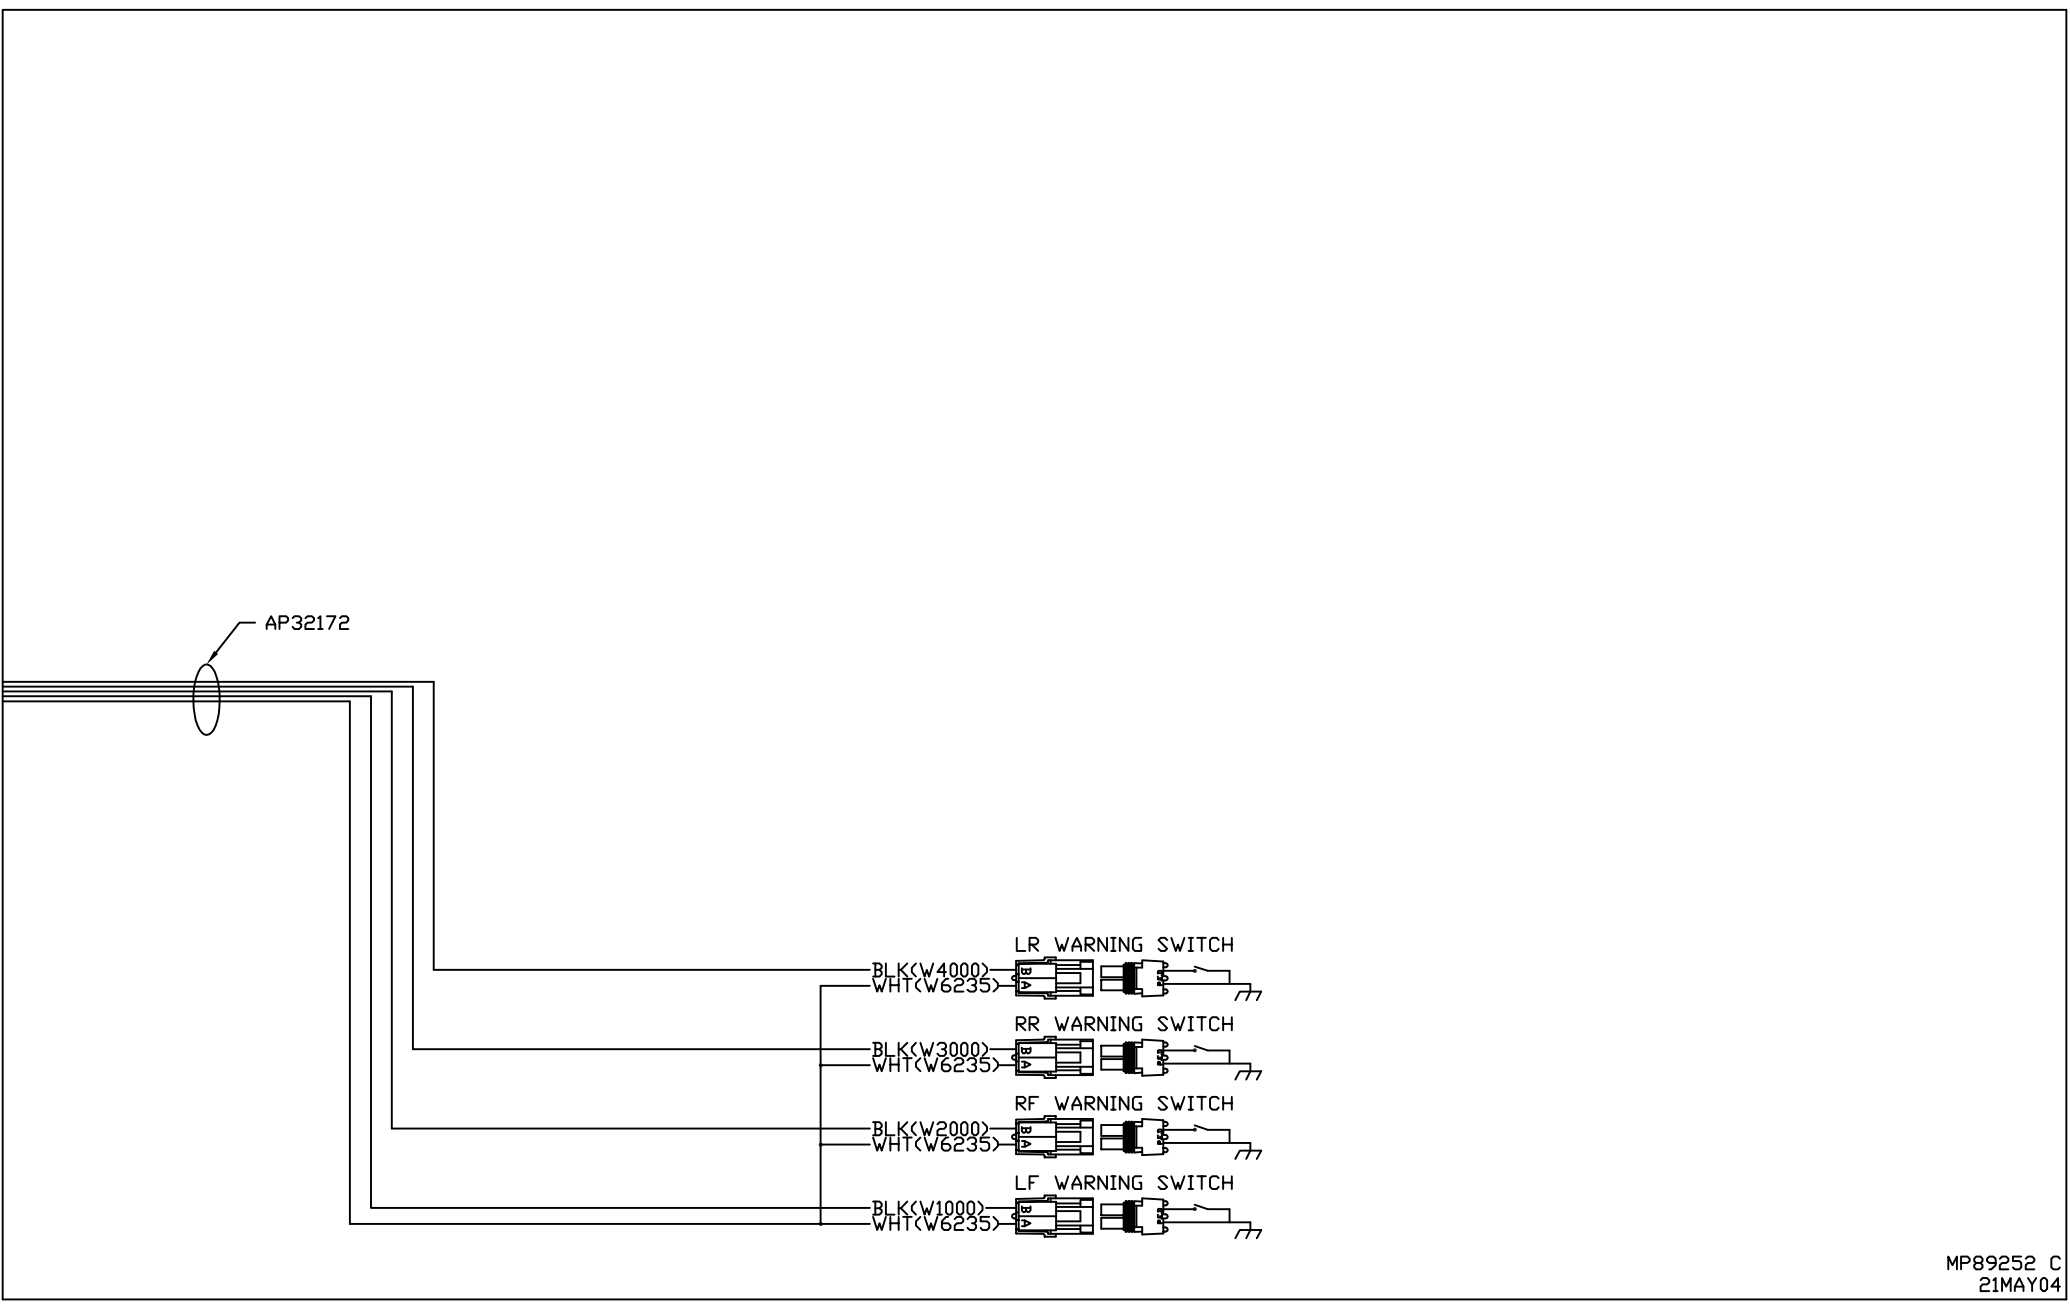 AP32172
LR WARNING SWITCH
BLK(W4000)
B
WHT(W6235)
A
RR WARNING SWITCH
BLK(W3000)
B
WHT(W6235)
A
RF WARNING SWITCH
BLK(W2000)
B
WHT(W6235)
A
LF WARNING SWITCH
BLK(W1000)
B
WHT(W6235)
A
MP89252 C
21MAY04